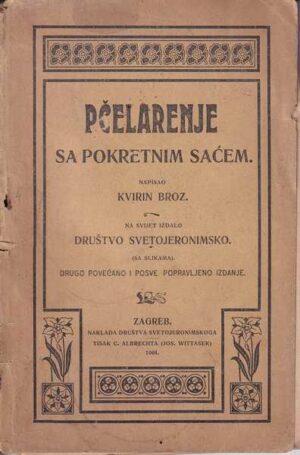 PČELARENJE
SA POKRETNIM SAĆEM.
NAPISAO
KVIRIN BROZ.
NA SVIJET IZDALO
DRUŠTVO SVETOJERONIMSKO.
(SA SLIKAMA).
DRUGO POVEĆANO I POSVE POPRAVLJENO IZDANJE.
ZAGREB.
NAKLADA DRUŠTVA SVETOJERONIMSKOGA
TISAK C. ALBRECHTA (JOS. WITTASEK)